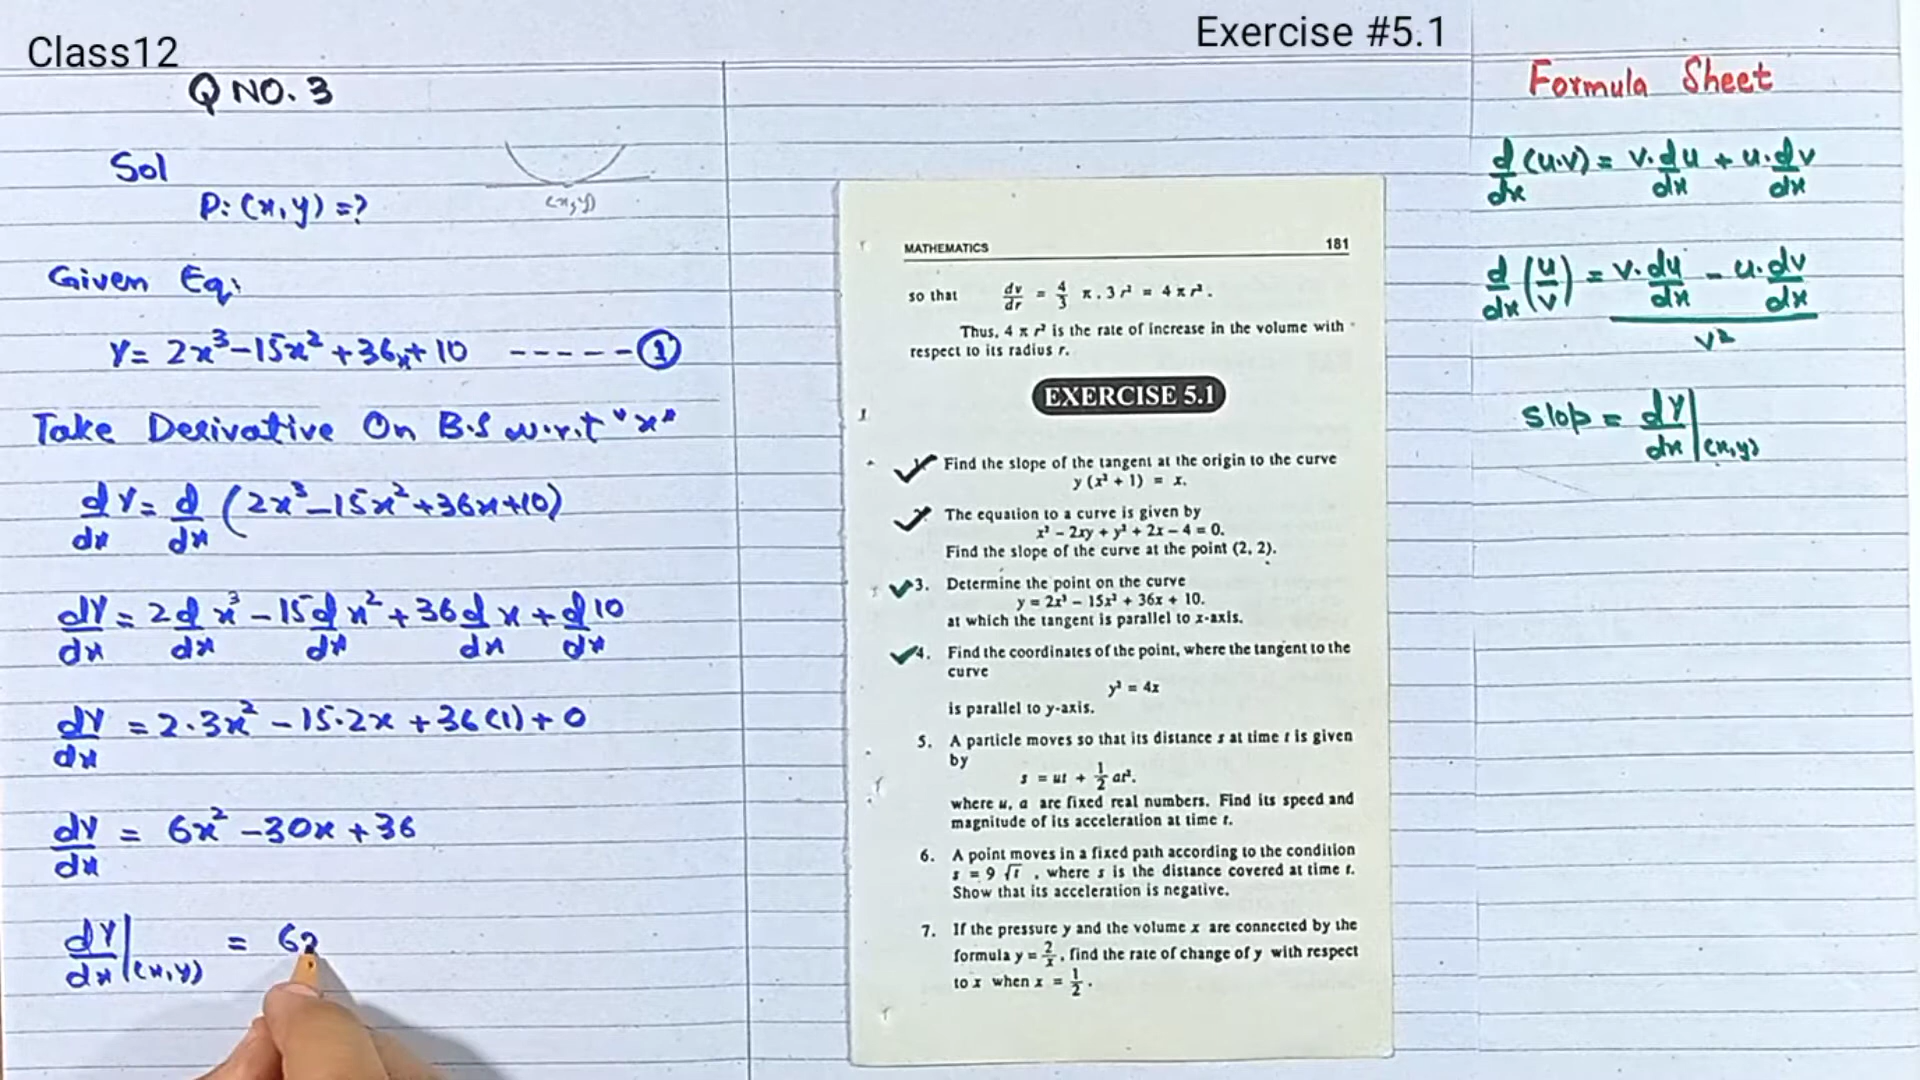 Class12
Exercise #5.1
Q NO. 3
Sol
P: (x, y) = ?
(x,y)
Given Eq:
Y = 2x³ – 15x² + 36x + 10 ------ ①
Take Derivative On B.S w.r.t "x"
d/dx Y = d/dx (2x³ – 15x² + 36x + 10)
dY/dx = 2 d/dx x³ – 15 d/dx x² + 36 d/dx x + d/dx 10
dY/dx = 2·3x² – 15·2x + 36(1) + 0
dY/dx = 6x² – 30x + 36
dY/dx|(x,y) = 6
MATHEMATICS 181
so that dv/dr = 4/3 π . 3 r² = 4 π r².
Thus, 4 π r² is the rate of increase in the volume with
respect to its radius r.
EXERCISE 5.1
Find the slope of the tangent at the origin to the curve
y (x² + 1) = x.
The equation to a curve is given by
x² – 2xy + y² + 2x – 4 = 0.
Find the slope of the curve at the point (2, 2).
3. Determine the point on the curve
y = 2x³ – 15x² + 36x + 10.
at which the tangent is parallel to x-axis.
4. Find the coordinates of the point, where the tangent to the
curve
y² = 4x
is parallel to y-axis.
5. A particle moves so that its distance s at time t is given
by
s = ut + 1/2 at².
where u, a are fixed real numbers. Find its speed and
magnitude of its acceleration at time t.
6. A point moves in a fixed path according to the condition
s = 9 √t , where s is the distance covered at time t.
Show that its acceleration is negative.
7. If the pressure y and the volume x are connected by the
formula y = 2/x , find the rate of change of y with respect
to x when x = 1/2 .
Formula Sheet
d/dx (u.v) = v. du/dx + u. dv/dx
d/dx (u/v) = (v. du/dx – u. dv/dx)/v²
Slop = dY/dx|(x,y)